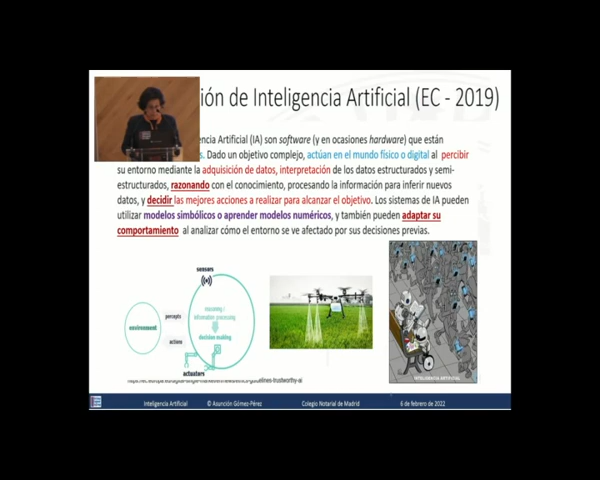 ión de Inteligencia Artificial (EC - 2019)
encia Artificial (IA) son software (y en ocasiones hardware) que están
s. Dado un objetivo complejo, actúan en el mundo físico o digital al percibir
su entorno mediante la adquisición de datos, interpretación de los datos estructurados y semi-
estructurados, razonando con el conocimiento, procesando la información para inferir nuevos
datos, y decidir las mejores acciones a realizar para alcanzar el objetivo. Los sistemas de IA pueden
utilizar modelos simbólicos o aprender modelos numéricos, y también pueden adaptar su
comportamiento al analizar cómo el entorno se ve afectado por sus decisiones previas.
sensors
reasoning /
information processing
environment
percepts
decision making
actions
actuators
INTELIGENCIA ARTIFICIAL
Inteligencia Artificial © Asunción Gómez-Pérez Colegio Notarial de Madrid 6 de febrero de 2022